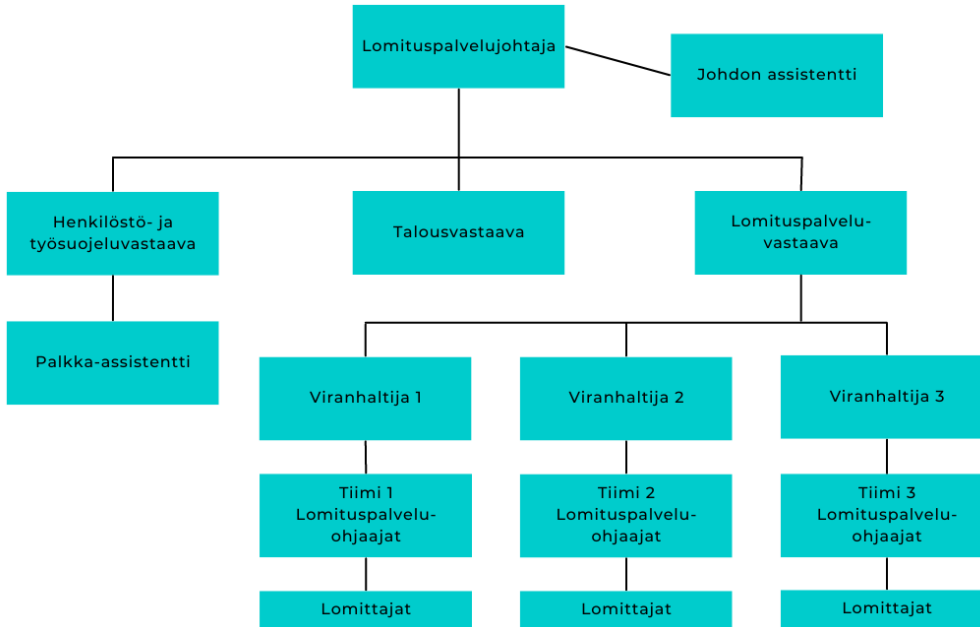 Lomituspalvelujohtaja
Johdon assistentti
Henkilöstö- ja
työsuojeluvastaava
Talousvastaava
Lomituspalvelu-
vastaava
Palkka-assistentti
Viranhaltija 1
Viranhaltija 2
Viranhaltija 3
Tiimi 1
Lomituspalvelu-
ohjaajat
Tiimi 2
Lomituspalvelu-
ohjaajat
Tiimi 3
Lomituspalvelu-
ohjaajat
Lomittajat
Lomittajat
Lomittajat